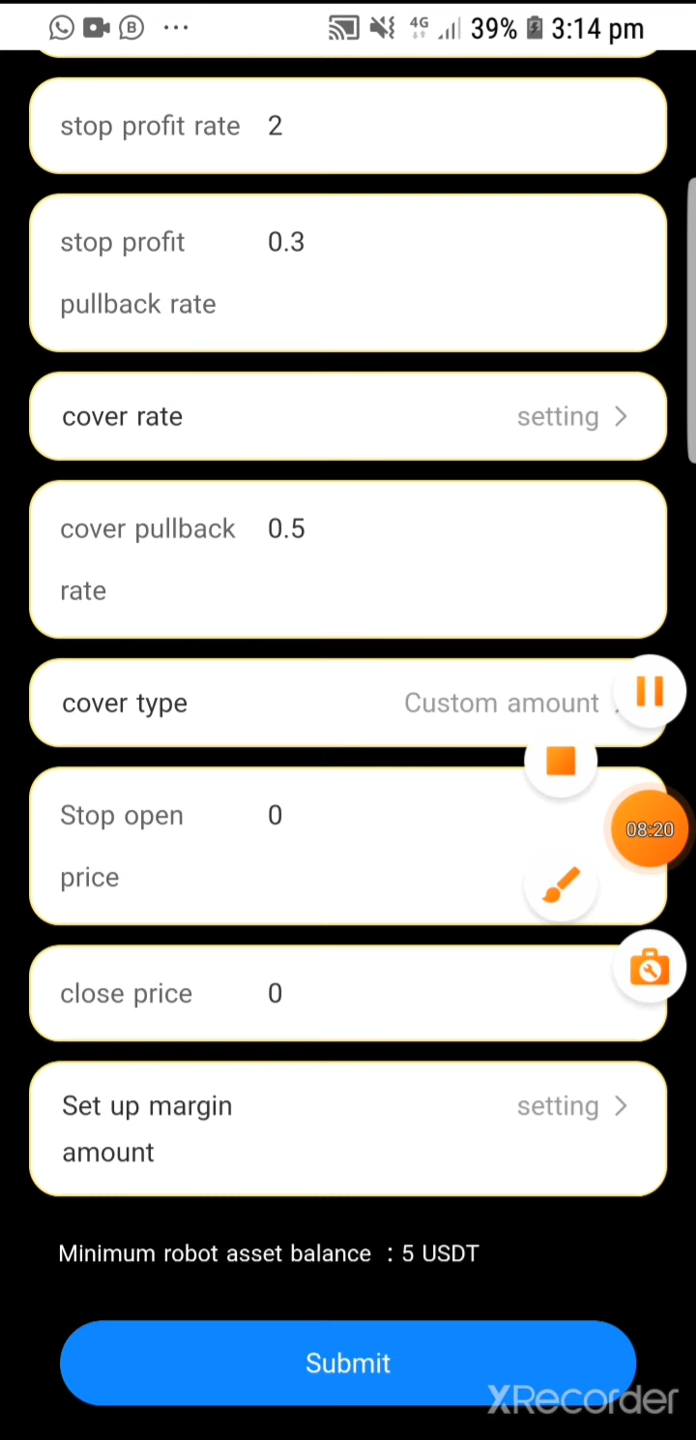 39% 3:14 pm
4G
B
stop profit rate 2
stop profit 0.3
pullback rate
cover rate setting
cover pullback 0.5
rate
cover type Custom amount
Stop open 0
price
08:20
close price 0
Set up margin setting
amount
Minimum robot asset balance : 5 USDT
Submit
XRecorder